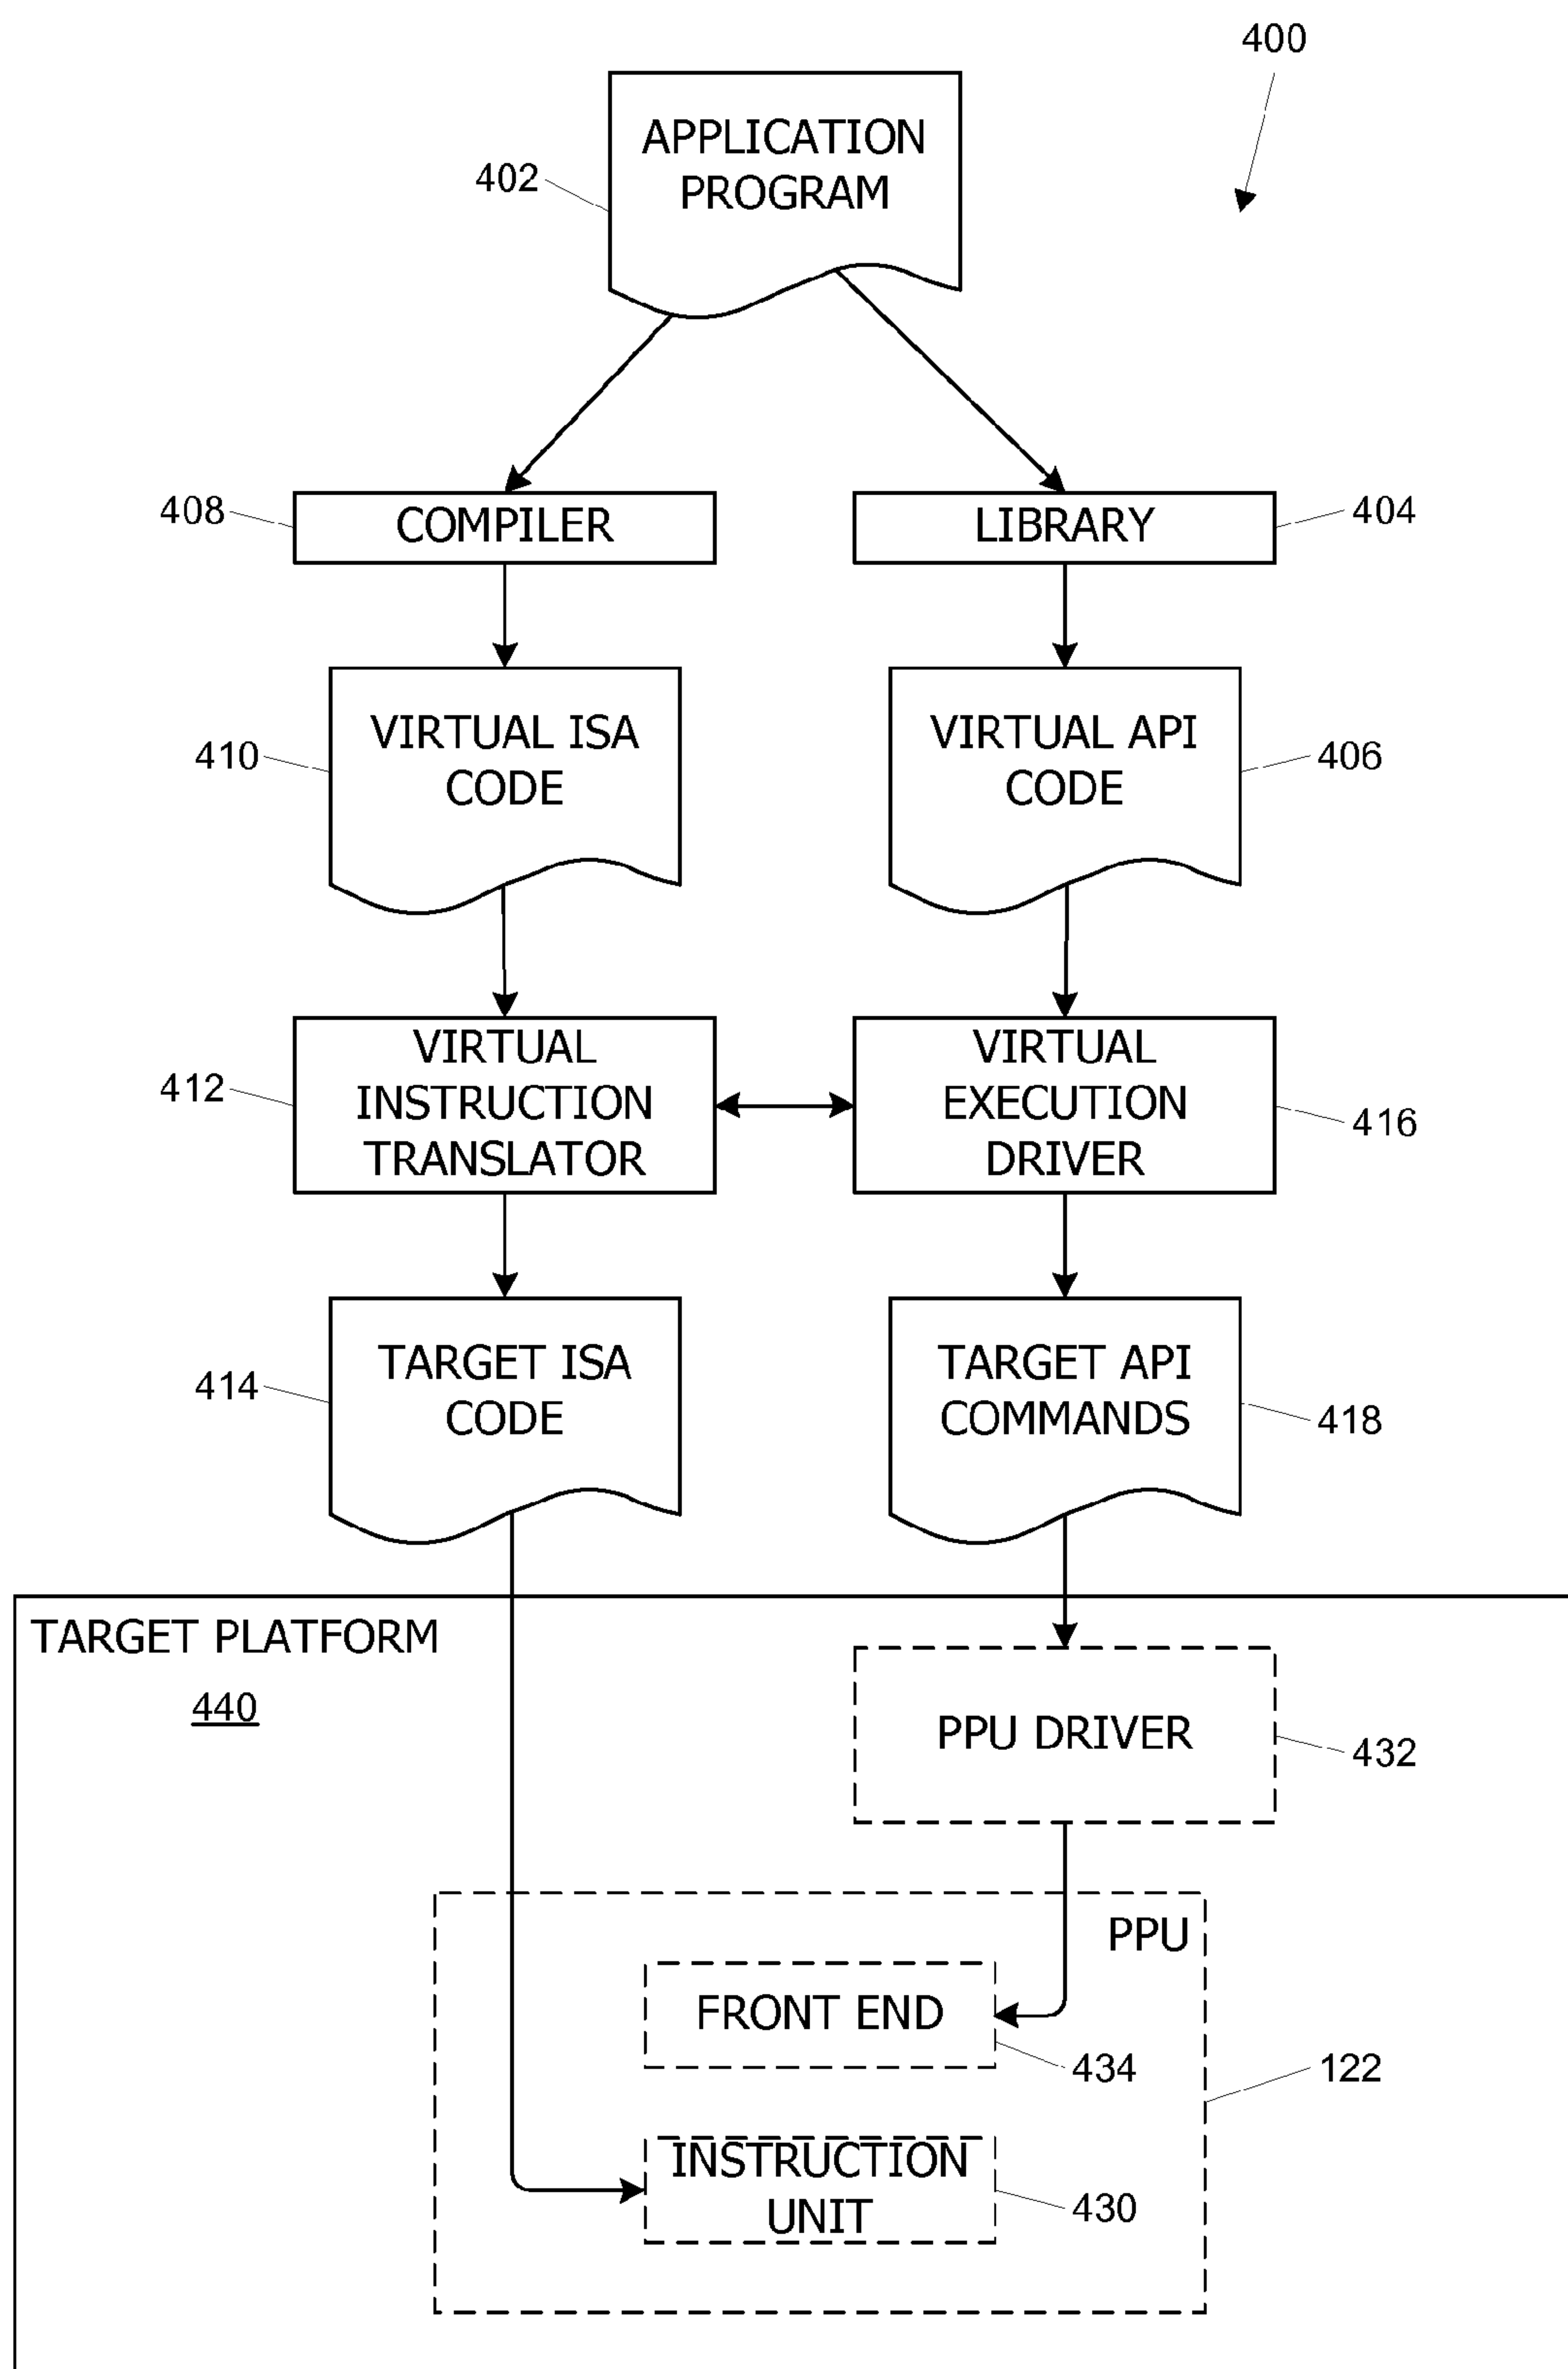 400
APPLICATION
PROGRAM
402
408
COMPILER
LIBRARY
404
VIRTUAL ISA
CODE
410
VIRTUAL API
CODE
406
VIRTUAL
INSTRUCTION
TRANSLATOR
412
VIRTUAL
EXECUTION
DRIVER
416
TARGET ISA
CODE
414
TARGET API
COMMANDS
418
TARGET PLATFORM
440
PPU DRIVER
432
PPU
FRONT END
434
122
INSTRUCTION
UNIT
430